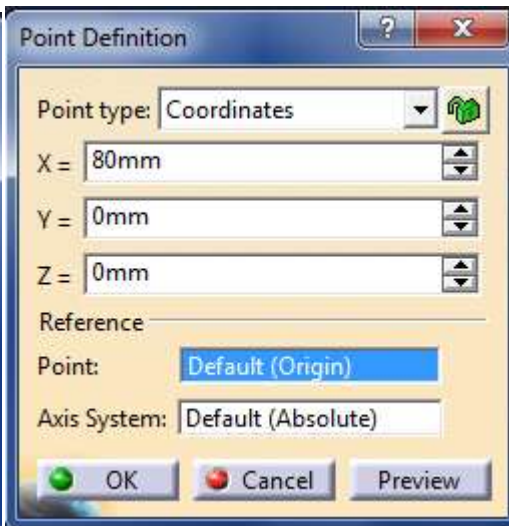 Point Definition
?
X
Point type: Coordinates
X = 80mm
Y = 0mm
Z = 0mm
Reference
Point: Default (Origin)
Axis System: Default (Absolute)
OK Cancel Preview